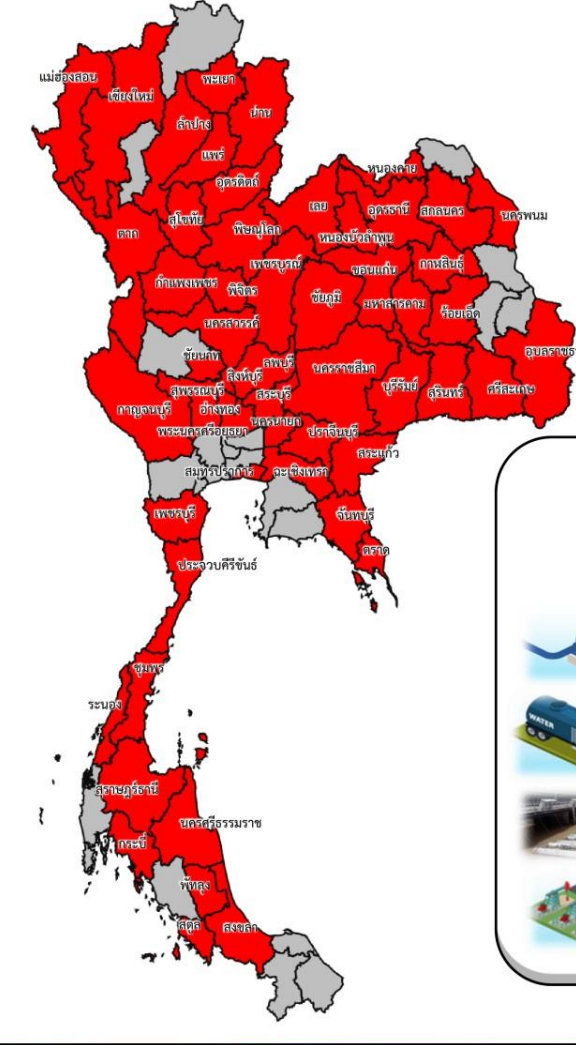 แม่ฮ่องสอน
เชียงใหม่
พะเยา
น่าน
ลำปาง
แพร่
อุตรดิตถ์
หนองคาย
เลย
อุดรธานี
สกลนคร
นครพนม
ตาก
สุโขทัย
พิษณุโลก
หนองบัวลำพูน
เพชรบูรณ์
ขอนแก่น
กาฬสินธุ์
กำแพงเพชร
พิจิตร
ชัยภูมิ
มหาสารคาม
ร้อยเอ็ด
นครสวรรค์
อุบลราชธ
ชัยนาท
ลพบุรี
สิงห์บุรี
นครราชสีมา
สุพรรณบุรี
สระบุรี
บุรีรัมย์
สุรินทร์
ศรีสะเกษ
กาญจนบุรี
อ่างทอง
นครนายก
พระนครศรีอยุธยา
ปราจีนบุรี
สระแก้ว
สมุทรปราการ
ฉะเชิงเทรา
เพชรบุรี
จันทบุรี
ตราด
ประจวบคีรีขันธ์
ชุมพร
ระนอง
สุราษฎร์ธานี
นครศรีธรรมราช
กระบี่
พัทลุง
สตูล
สงขลา
WATER